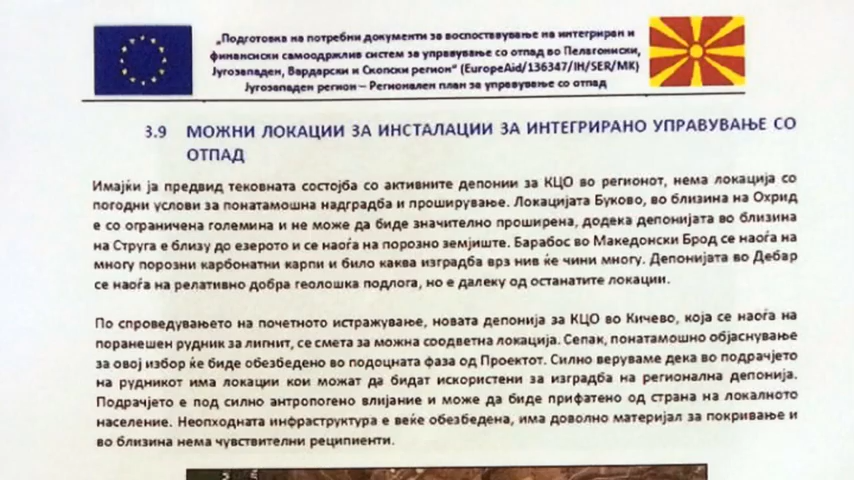 „Подготовка на потребни документи за воспоставување на интегриран и
финансиски самоодржлив систем за управување со отпад во Пелагониски,
Југозападен, Вардарски и Скопски регион“ (EuropeAid/136347/IH/SER/MK)
Југозападен регион – Регионален план за управување со отпад
3.9 МОЖНИ ЛОКАЦИИ ЗА ИНСТАЛАЦИИ ЗА ИНТЕГРИРАНО УПРАВУВАЊЕ СО
ОТПАД
Имајќи ја предвид тековната состојба со активните депонии за КЦО во регионот, нема локација со
погодни услови за понатамошна надградба и проширување. Локацијата Буково, во близина на Охрид
е со ограничена големина и не може да биде значително проширена, додека депонијата во близина
на Струга е близу до езерото и се наоѓа на порозно земјиште. Барабос во Македонски Брод се наоѓа на
многу порозни карбонатни карпи и било каква изградба врз нив ќе чини многу. Депонијата во Дебар
се наоѓа на релативно добра геолошка подлога, но е далеку од останатите локации.
По спроведувањето на почетното истражување, новата депонија за КЦО во Кичево, која се наоѓа на
поранешен рудник за лигнит, се смета за можна соодветна локација. Сепак, понатамошно објаснување
за овој избор ќе биде обезбедено во подоцната фаза од Проектот. Силно веруваме дека во подрачјето
на рудникот има локации кои можат да бидат искористени за изградба на регионална депонија.
Подрачјето е под силно антропогено влијание и може да биде прифатено од страна на локалното
население. Неопходната инфраструктура е веќе обезбедена, има доволно материјал за покривање и
во близина нема чувствителни реципиенти.